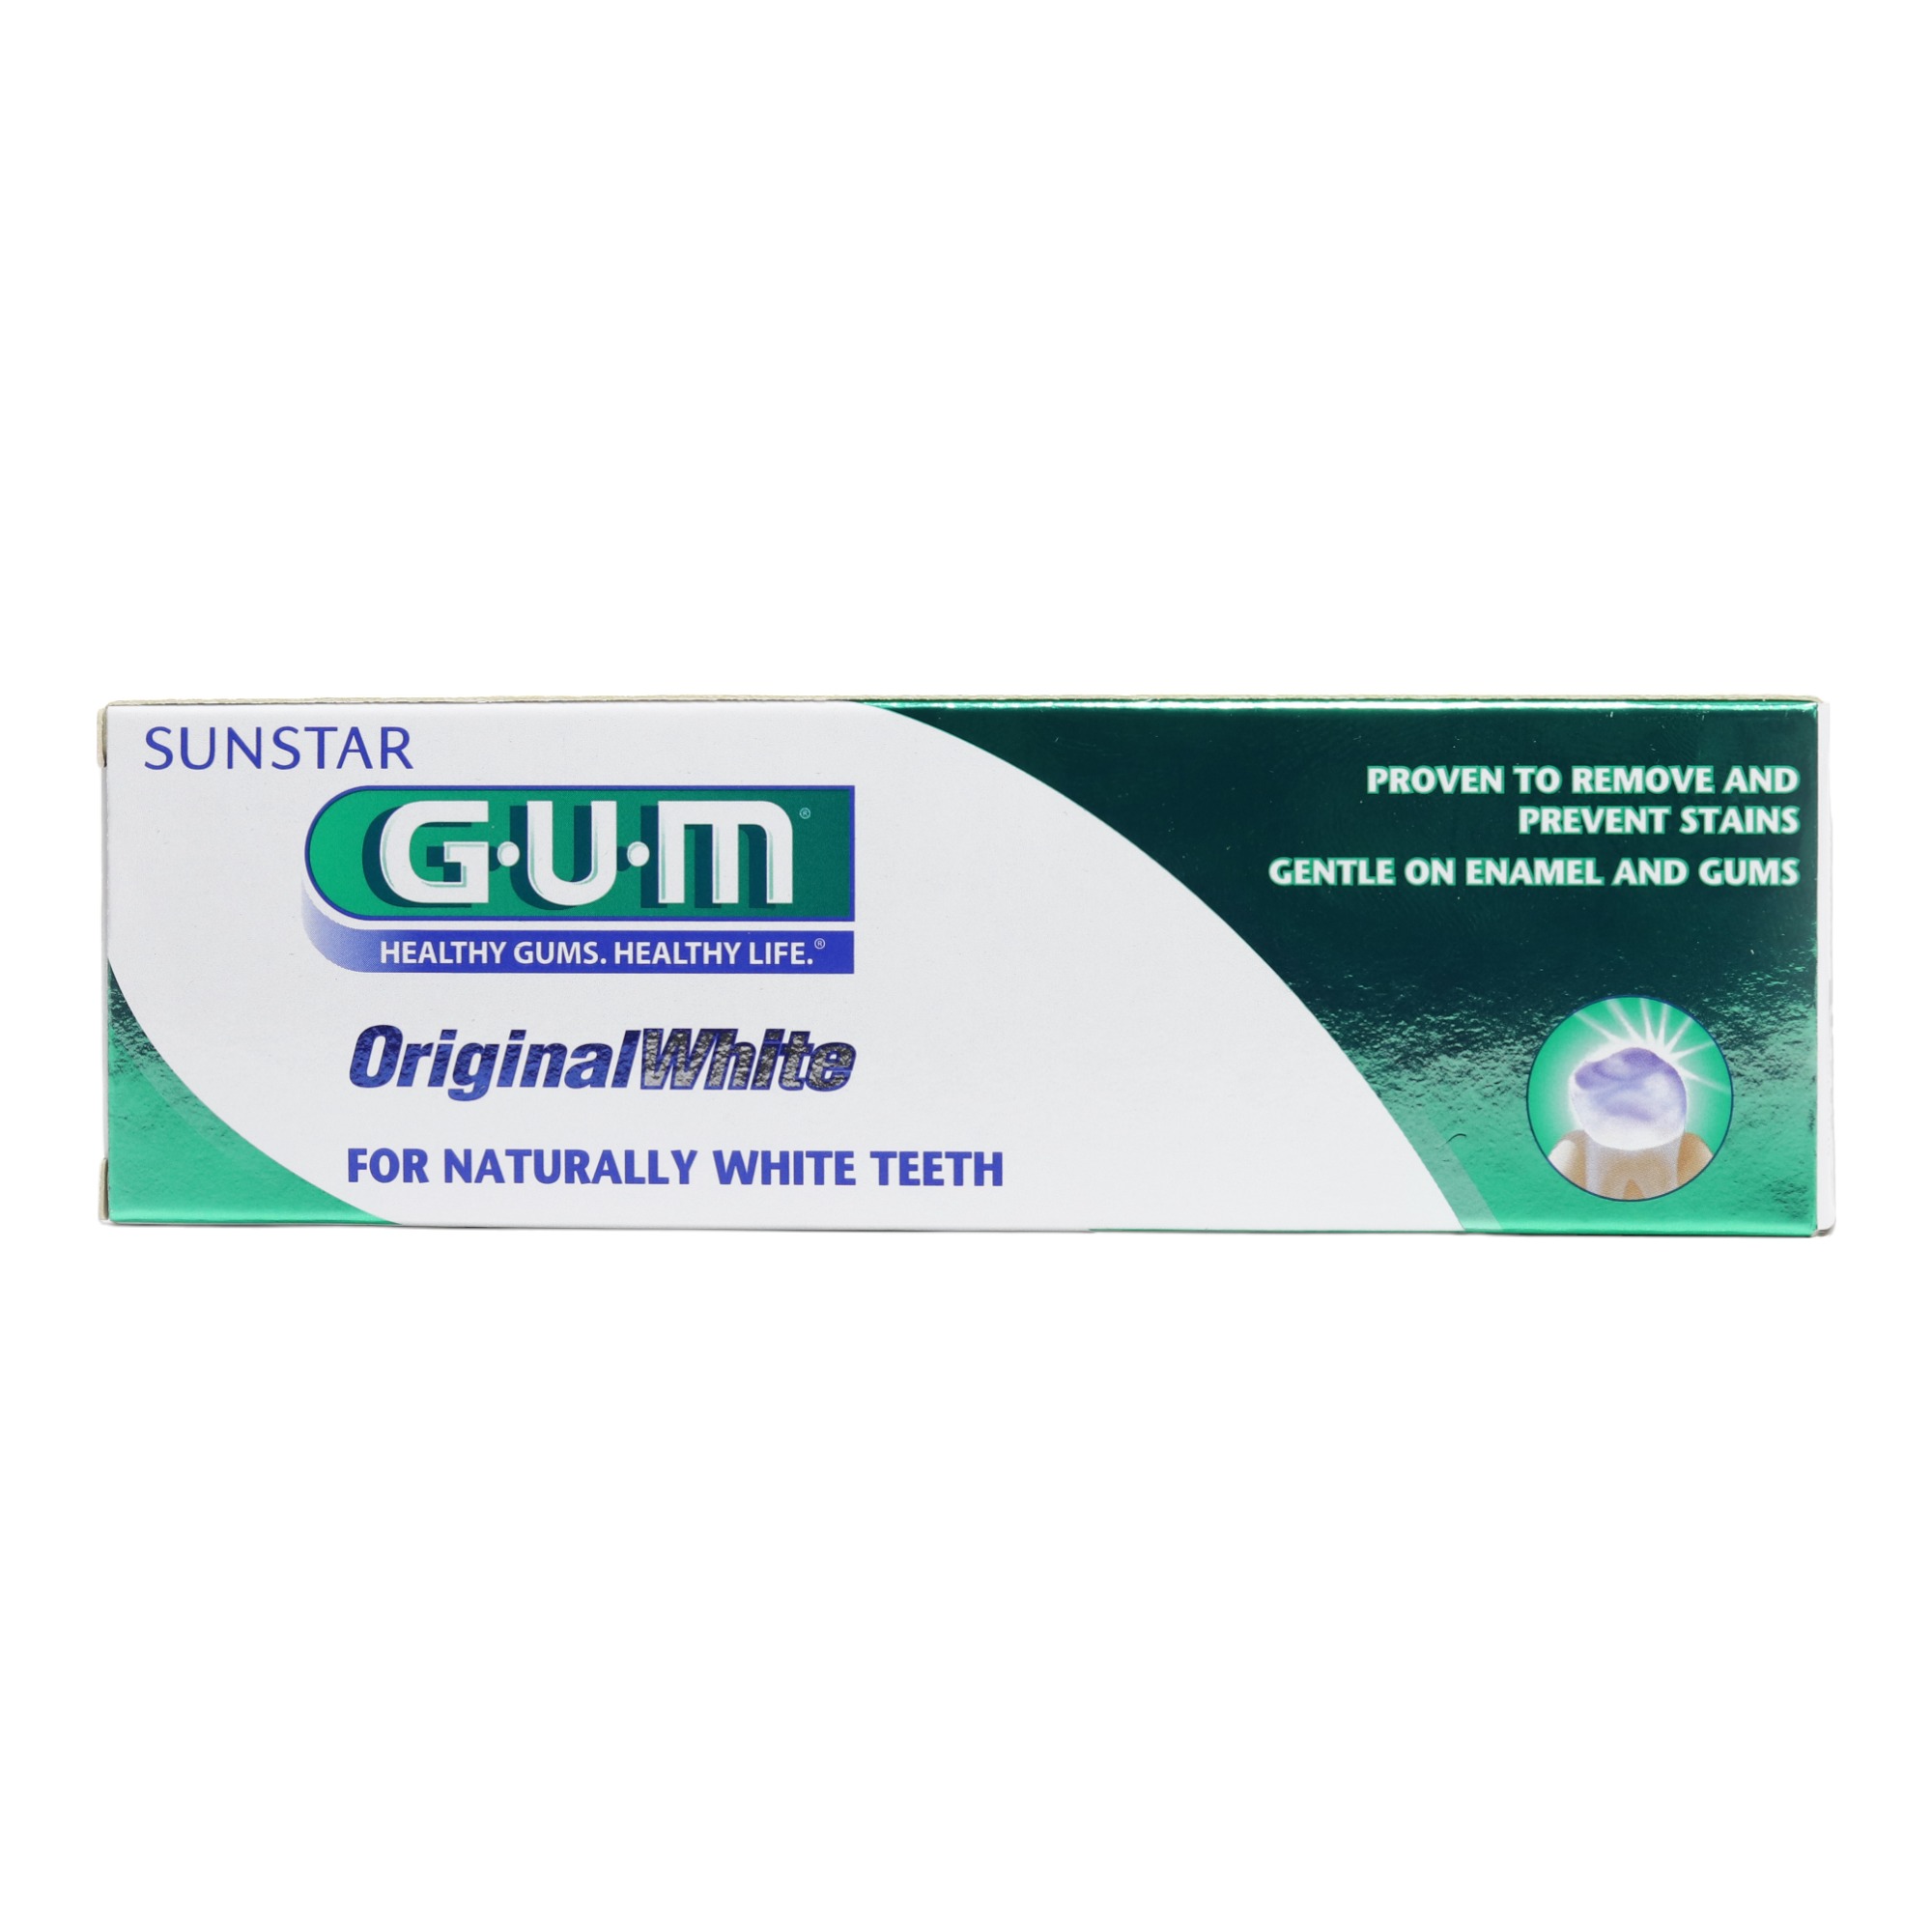 SUNSTAR
G·U·M®
HEALTHY GUMS. HEALTHY LIFE.®
OriginalWhite
FOR NATURALLY WHITE TEETH
PROVEN TO REMOVE AND
PREVENT STAINS
GENTLE ON ENAMEL AND GUMS